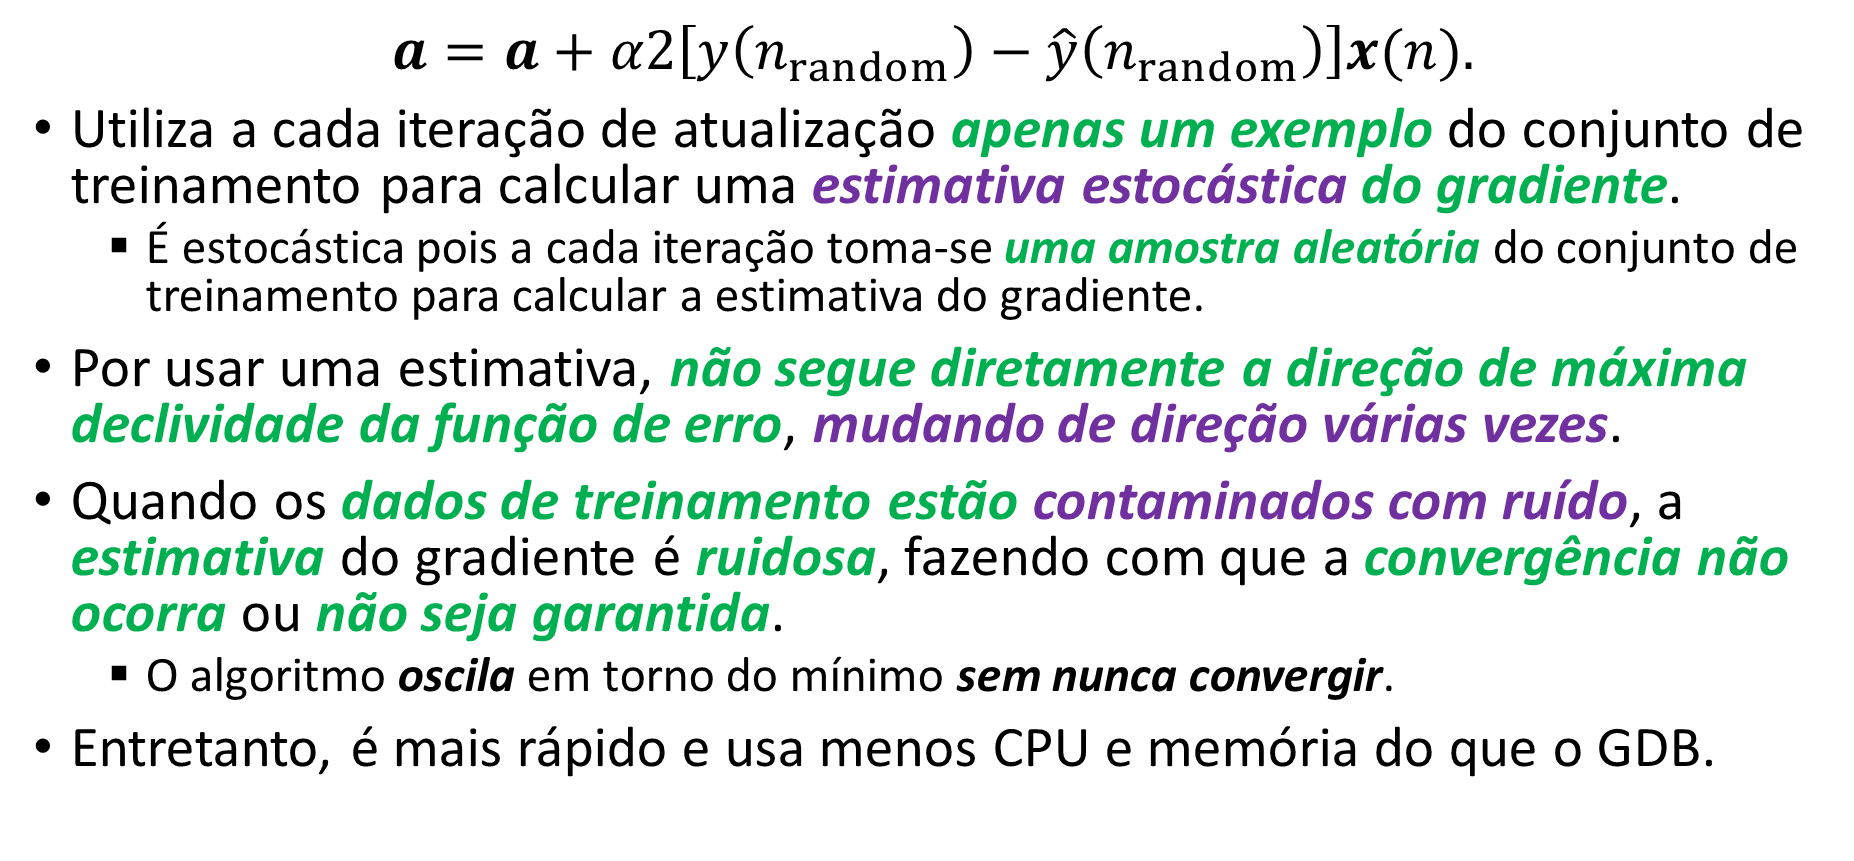 𝒂 = 𝒂 + α2[y(n_random) − ŷ(n_random)]𝒙(n).
• Utiliza a cada iteração de atualização apenas um exemplo do conjunto de
treinamento para calcular uma estimativa estocástica do gradiente.
▪ É estocástica pois a cada iteração toma-se uma amostra aleatória do conjunto de
treinamento para calcular a estimativa do gradiente.
• Por usar uma estimativa, não segue diretamente a direção de máxima
declividade da função de erro, mudando de direção várias vezes.
• Quando os dados de treinamento estão contaminados com ruído, a
estimativa do gradiente é ruidosa, fazendo com que a convergência não
ocorra ou não seja garantida.
▪ O algoritmo oscila em torno do mínimo sem nunca convergir.
• Entretanto, é mais rápido e usa menos CPU e memória do que o GDB.